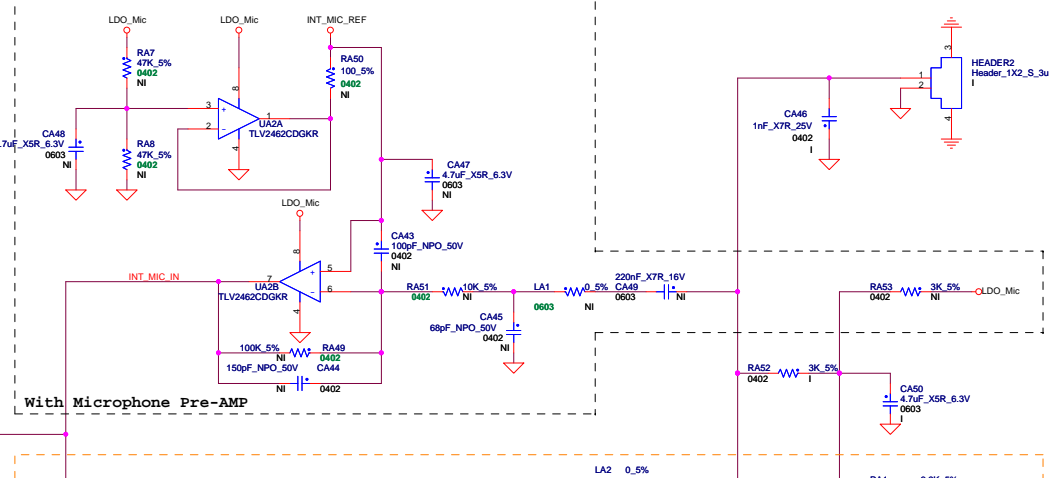 LDO_Mic
LDO_Mic
INT_MIC_REF
RA7
47K_5%
0402
NI
RA50
100_5%
0402
NI
8
3
+
1
2
-
4
UA2A
TLV2462CDGKR
CA48
.7uF_X5R_6.3V
0603
NI
RA8
47K_5%
0402
NI
CA47
4.7uF_X5R_6.3V
0603
NI
3
1
2
4
HEADER2
Header_1X2_S_3u
I
CA46
1nF_X7R_25V
0402
I
LDO_Mic
CA43
100pF_NPO_50V
0402
NI
INT_MIC_IN
8
7
5
+
6
-
4
UA2B
TLV2462CDGKR
RA51
0402
10K_5%
NI
LA1
0603
0_5%
NI
220nF_X7R_16V
CA49
0603
NI
CA45
68pF_NPO_50V
0402
NI
RA53
0402
3K_5%
NI
LDO_Mic
100K_5%
NI
RA49
0402
150pF_NPO_50V
CA44
NI
0402
RA52
0402
3K_5%
I
CA50
4.7uF_X5R_6.3V
0603
I
With Microphone Pre-AMP
LA2 0_5%